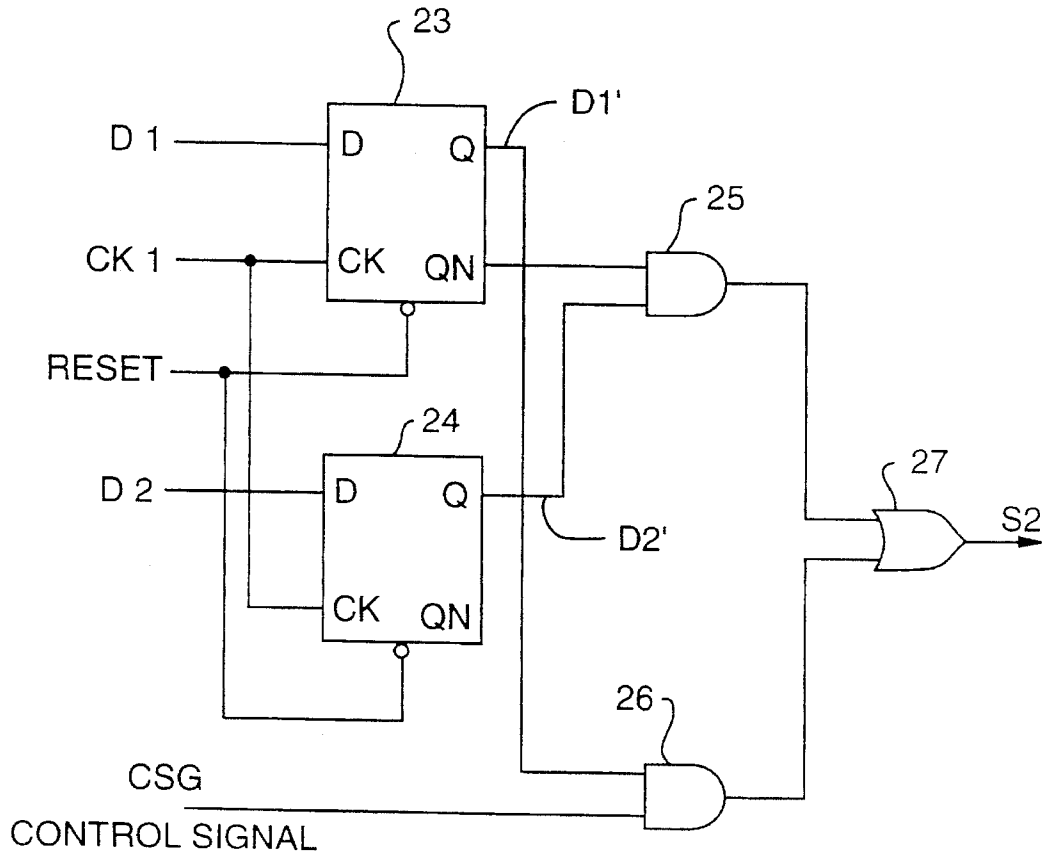 23
D1'
D 1
D
Q
25
CK 1
CK
QN
RESET
24
D 2
D
Q
27
S2
D2'
CK
QN
26
CSG
CONTROL SIGNAL